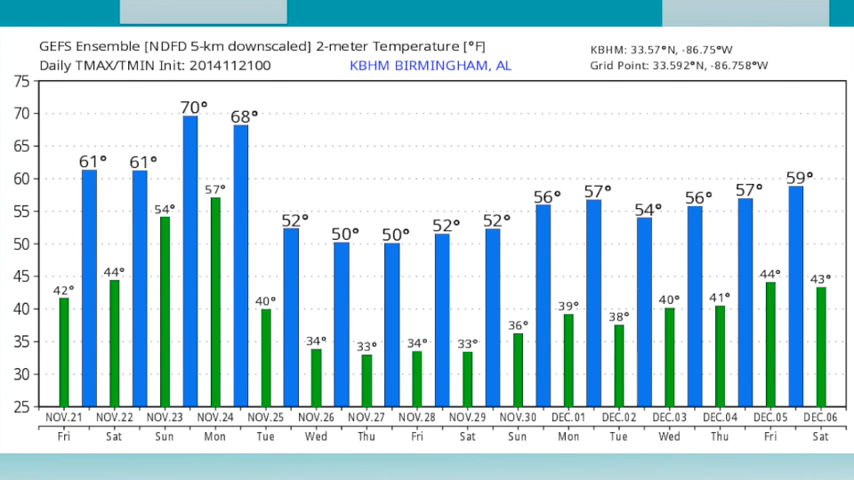 GEFS Ensemble [NDFD 5-km downscaled] 2-meter Temperature [°F]
Daily TMAX/TMIN Init: 2014112100
KBHM BIRMINGHAM, AL
KBHM: 33.57°N, -86.75°W
Grid Point: 33.592°N, -86.758°W
75
70
65
60
55
50
45
40
35
30
25
42° 61° 44° 61° 54° 70° 57° 68° 40° 52° 34° 50° 33° 50° 34° 52° 33° 52° 36° 56° 39° 57° 38° 54° 40° 56° 41° 57° 44° 59° 43°
NOV.21 NOV.22 NOV.23 NOV.24 NOV.25 NOV.26 NOV.27 NOV.28 NOV.29 NOV.30 DEC.01 DEC.02 DEC.03 DEC.04 DEC.05 DEC.06
Fri Sat Sun Mon Tue Wed Thu Fri Sat Sun Mon Tue Wed Thu Fri Sat